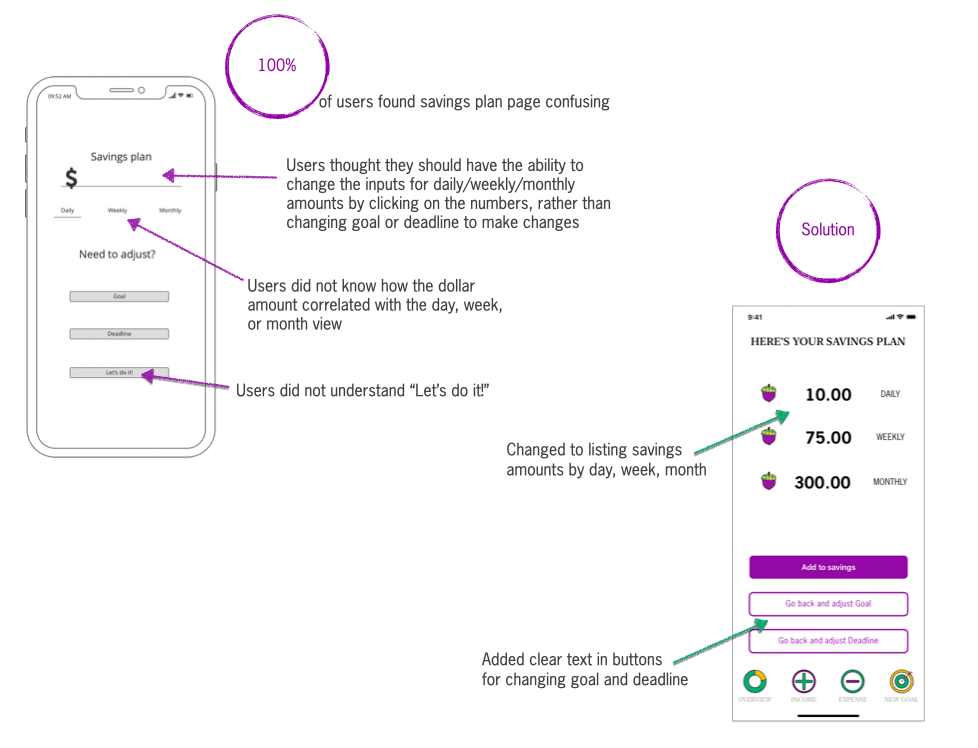 100%
of users found savings plan page confusing
09:52 AM
Savings plan
$
Daily
Weekly
Monthly
Need to adjust?
Goal
Deadline
Let's do it!
Users thought they should have the ability to
change the inputs for daily/weekly/monthly
amounts by clicking on the numbers, rather than
changing goal or deadline to make changes
Users did not know how the dollar
amount correlated with the day, week,
or month view
Users did not understand “Let’s do it!”
Solution
9:41
HERE'S YOUR SAVINGS PLAN
10.00 DAILY
75.00 WEEKLY
300.00 MONTHLY
Add to savings
Go back and adjust Goal
Go back and adjust Deadline
OVERVIEW
INCOME
EXPENSE
NEW GOAL
Changed to listing savings
amounts by day, week, month
Added clear text in buttons
for changing goal and deadline